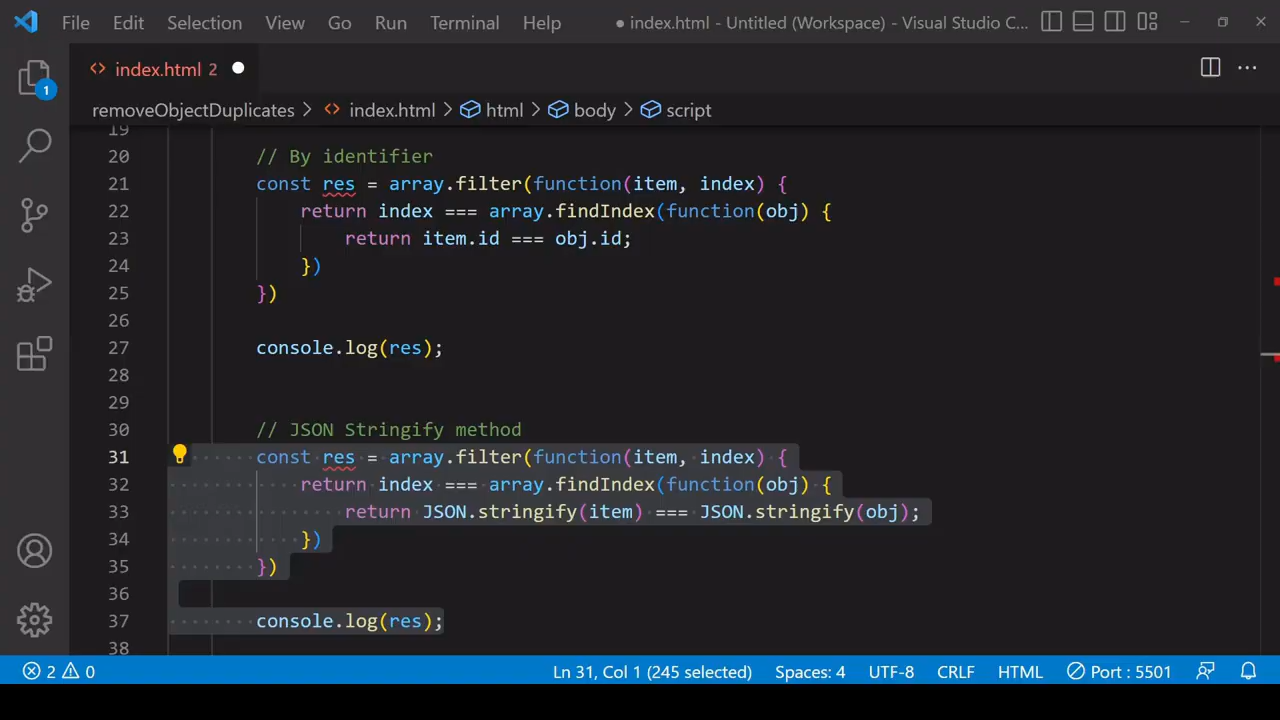 File Edit Selection View Go Run Terminal Help ● index.html - Untitled (Workspace) - Visual Studio C...
<> index.html 2
1
removeObjectDuplicates > <> index.html > html > body > script
19
20 // By identifier
21 const res = array.filter(function(item, index) {
22 return index === array.findIndex(function(obj) {
23 return item.id === obj.id;
24 })
25 })
26
27 console.log(res);
28
29
30 // JSON Stringify method
31 const res = array.filter(function(item, index) {
32 return index === array.findIndex(function(obj) {
33 return JSON.stringify(item) === JSON.stringify(obj);
34 })
35 })
36
37 console.log(res);
38
2 0 Ln 31, Col 1 (245 selected) Spaces: 4 UTF-8 CRLF HTML Port : 5501